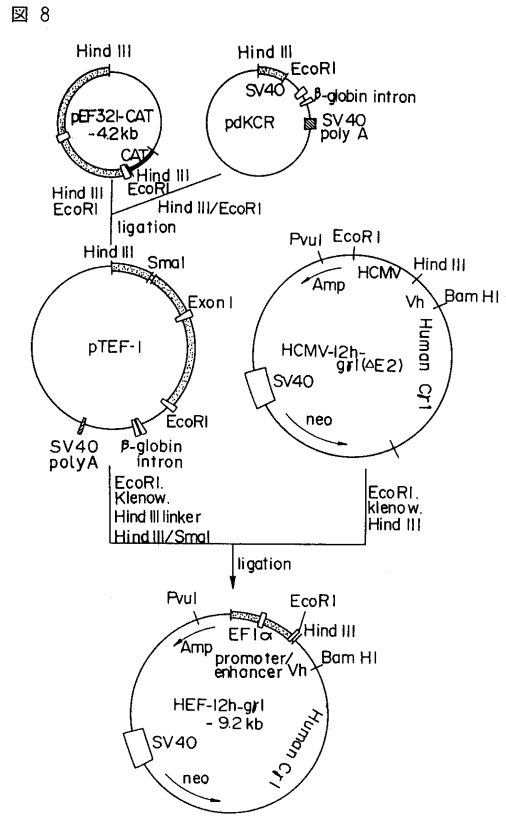 図 8
Hind III
pEF321-CAT
~4.2kb
CAT
Hind III
EcoRI
Hind III
EcoRI
SV40
β-globin intron
pdKCR
SV40
poly A
Hind III
EcoRI
Hind III/EcoRI
ligation
Hind III
SmaI
Exon I
pTEF-1
EcoRI
SV40
polyA
β-globin
intron
PvuI
EcoRI
HCMV
Hind III
Amp
Vh
Bam HI
HCMV-12h-
gγ1(ΔE2)
Human Cγ1
SV40
neo
EcoRI.
Klenow.
Hind III linker
Hind III/SmaI
EcoRI.
klenow.
Hind III
ligation
PvuI
EcoRI
EF1α
Hind III
Amp
promoter/
enhancer
Vh
Bam HI
HEF-12h-gγ1
~ 9.2 kb
SV40
Human Cγ1
neo